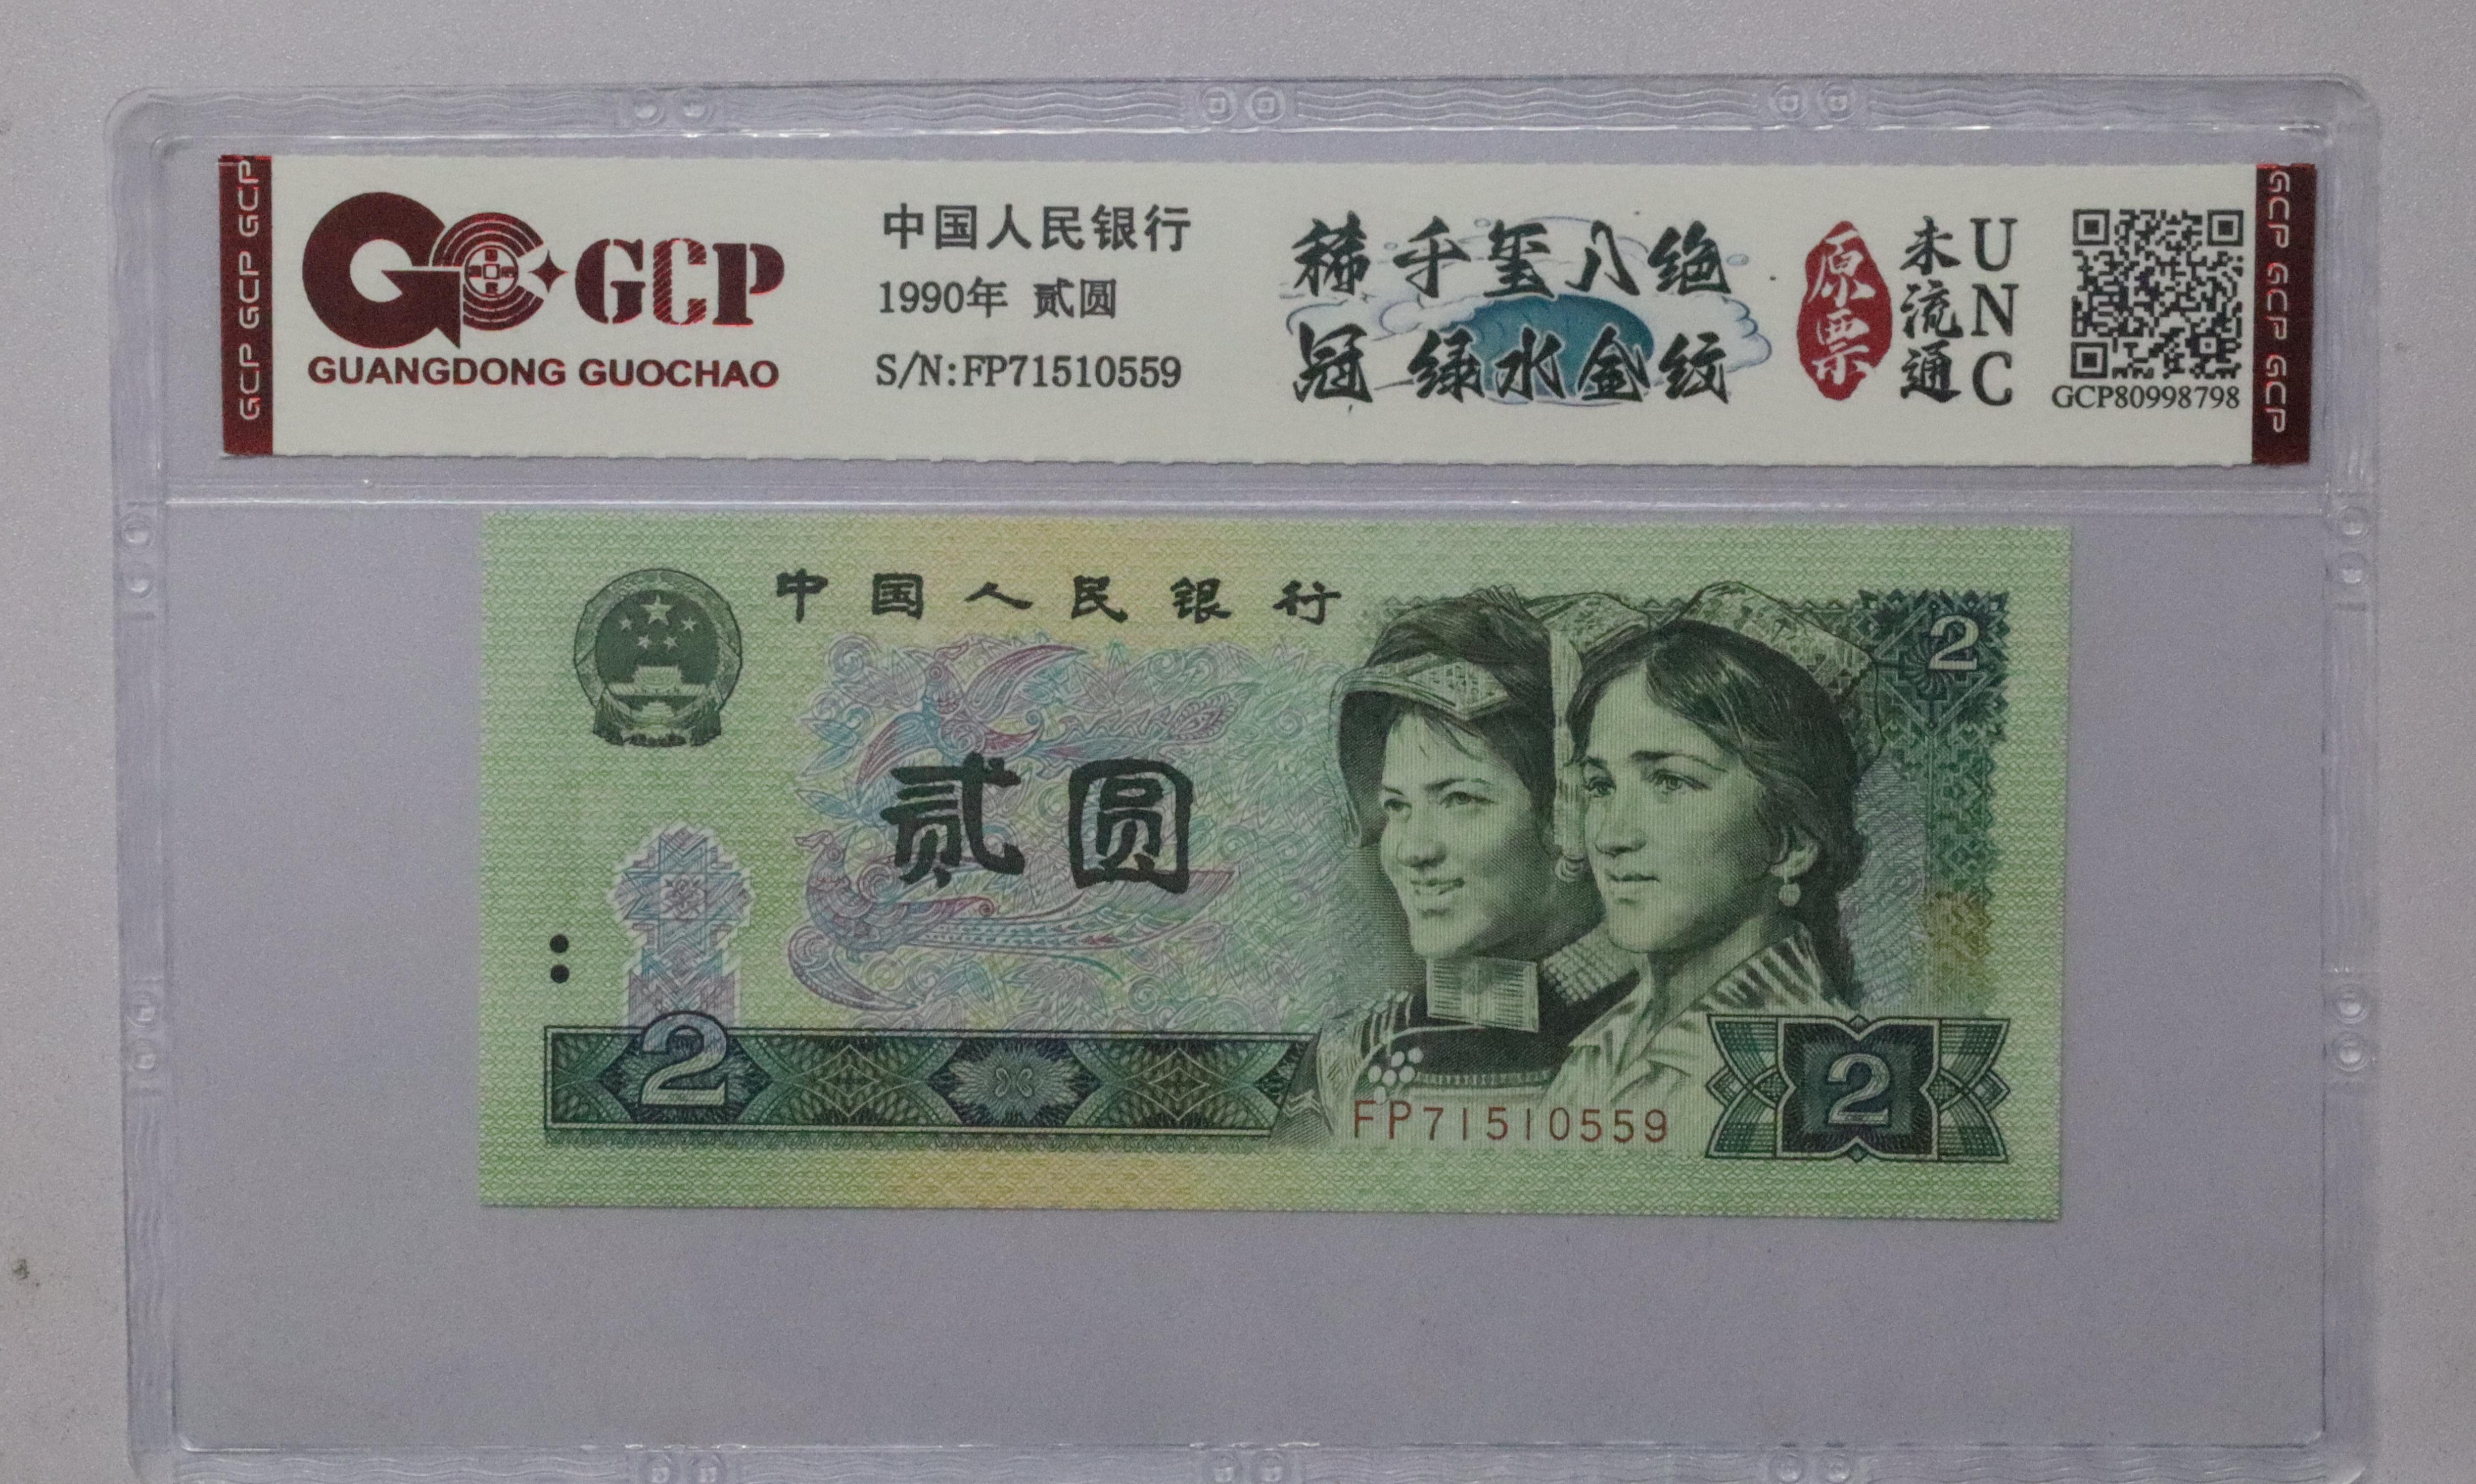 GCP GCP GCP
GCP
GUANGDONG GUOCHAO
中国人民银行
1990年 贰圆
S/N:FP71510559
稀千玺八绝
冠 绿水金纹
原票
未流通
UNC
GCP80998798
GCP GCP GCP
中国人民银行
2
贰圆
2
FP71510559
2